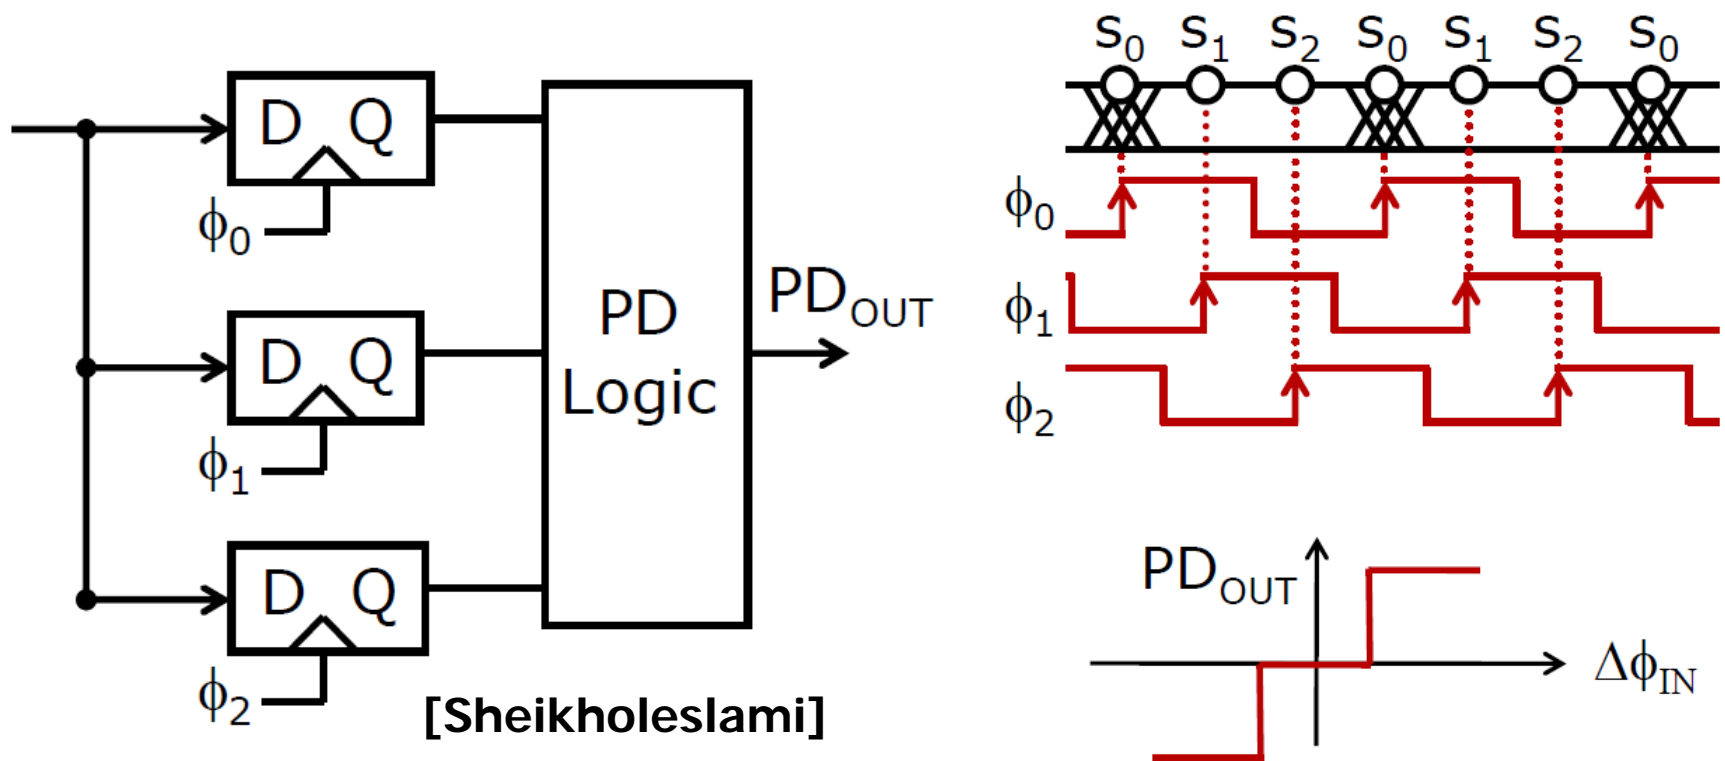 D Q
ϕ0
D Q
ϕ1
D Q
ϕ2
PD
Logic
PDOUT
[Sheikholeslami]
S0 S1 S2 S0 S1 S2 S0
ϕ0
ϕ1
ϕ2
PDOUT
ΔϕIN